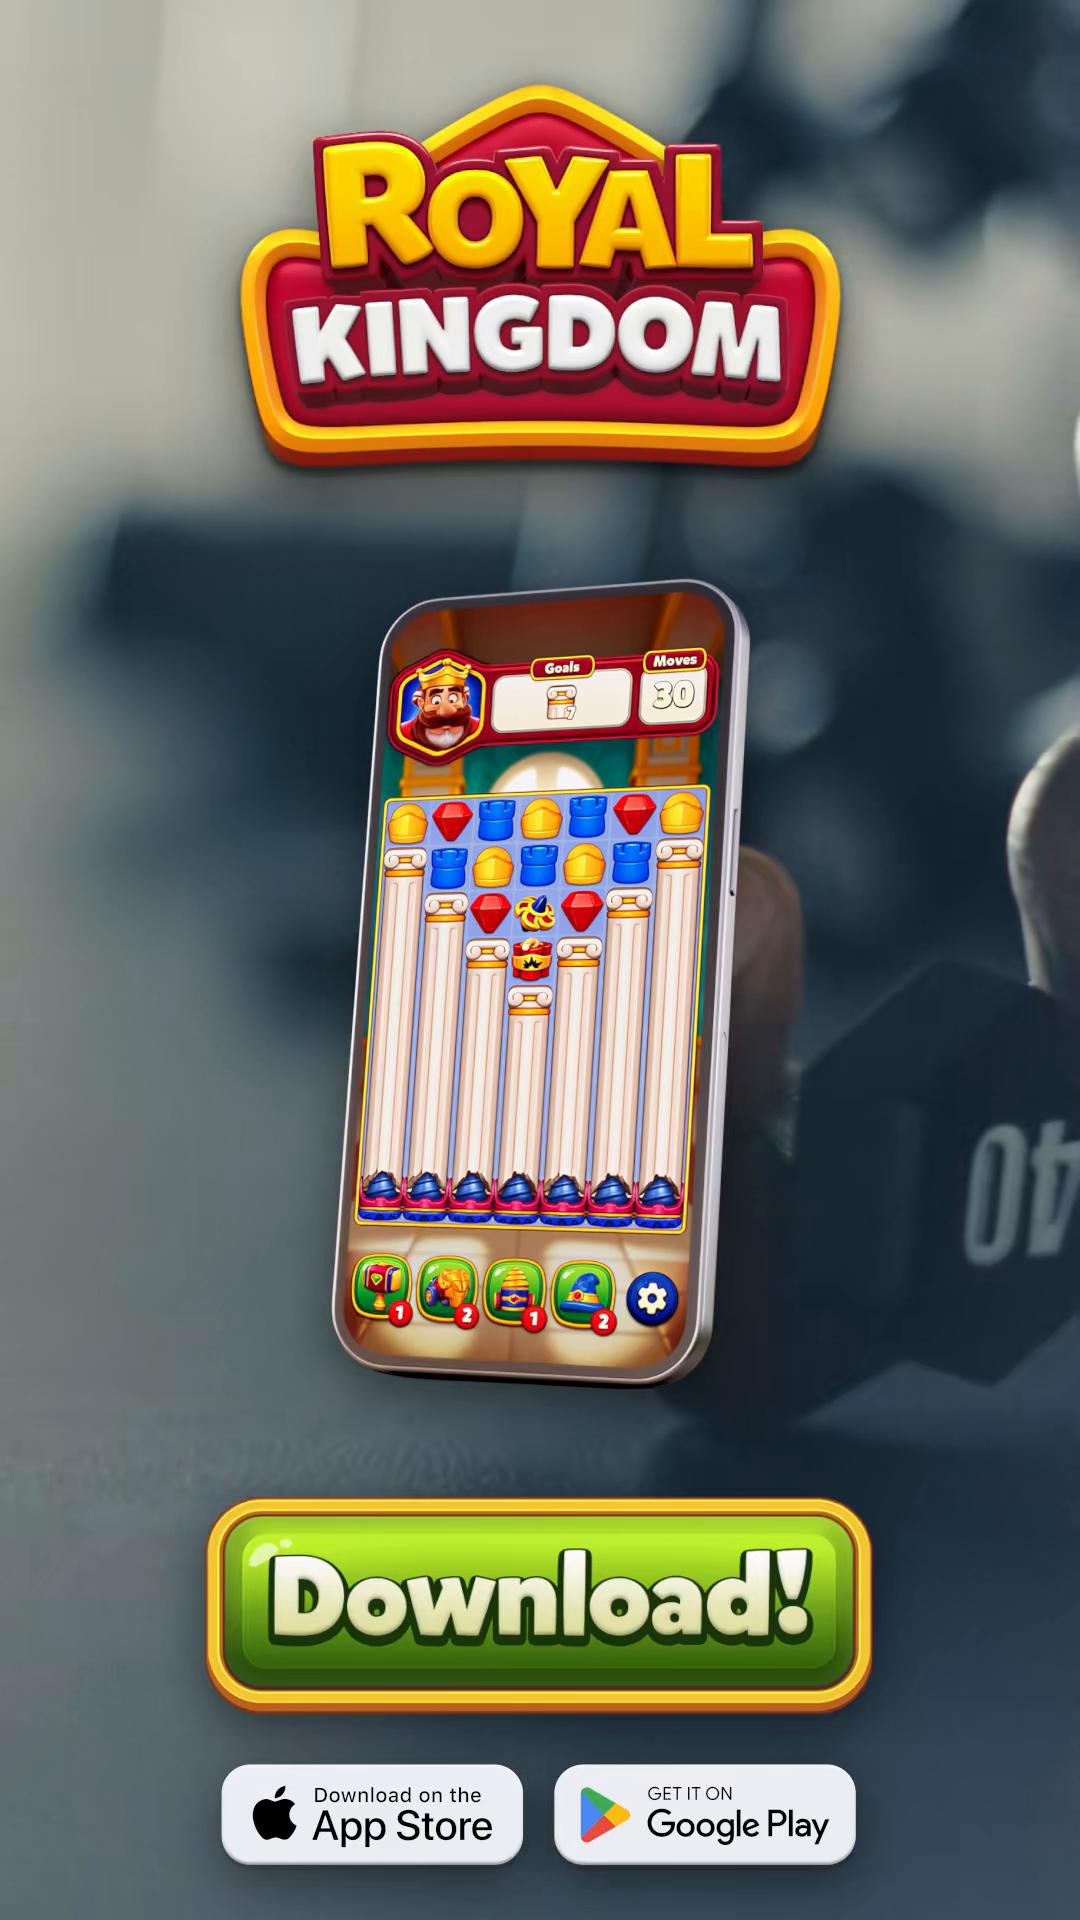 ROYAL
KINGDOM
Goals
Moves
7
30
1
2
1
2
40
Download!
Download on the
App Store
GET IT ON
Google Play